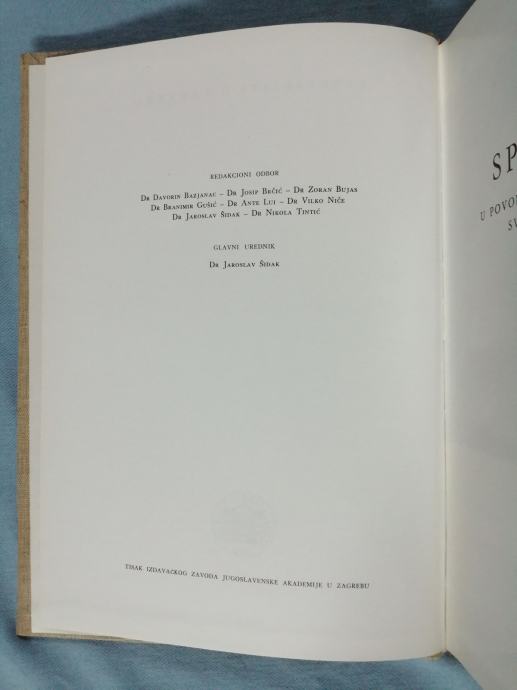 REDAKCIONI ODBOR
DR DAVORIN BAZJANAC – DR JOSIP BRČIĆ – DR ZORAN BUJAS
DR BRANIMIR GUŠIĆ – DR ANTE LUI – DR VILKO NIČE
DR JAROSLAV ŠIDAK – DR NIKOLA TINTIĆ
GLAVNI UREDNIK
DR JAROSLAV ŠIDAK
TISAK IZDAVAČKOG ZAVODA JUGOSLAVENSKE AKADEMIJE U ZAGREBU
SP
U POVO
SV